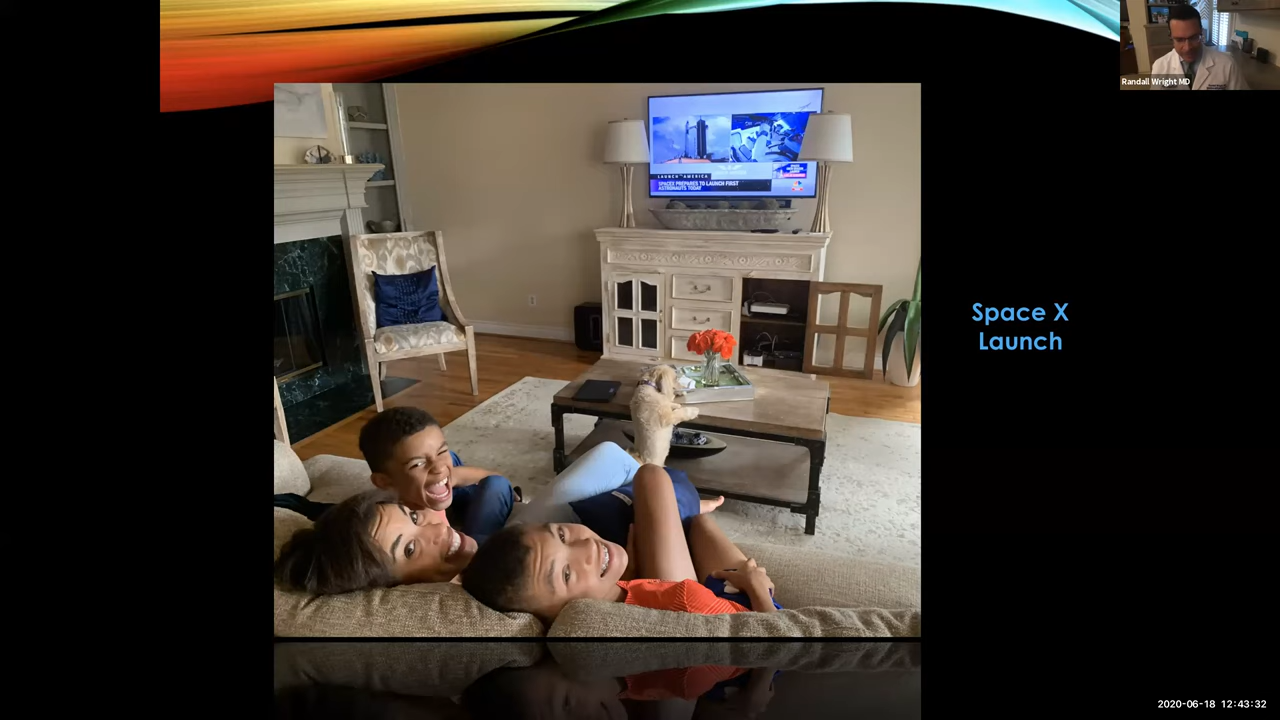 Randall Wright MD
LAUNCH AMERICA
SPACEX PREPARES TO LAUNCH FIRST
ASTRONAUTS TODAY
Space X
Launch
2020-06-18 12:43:32